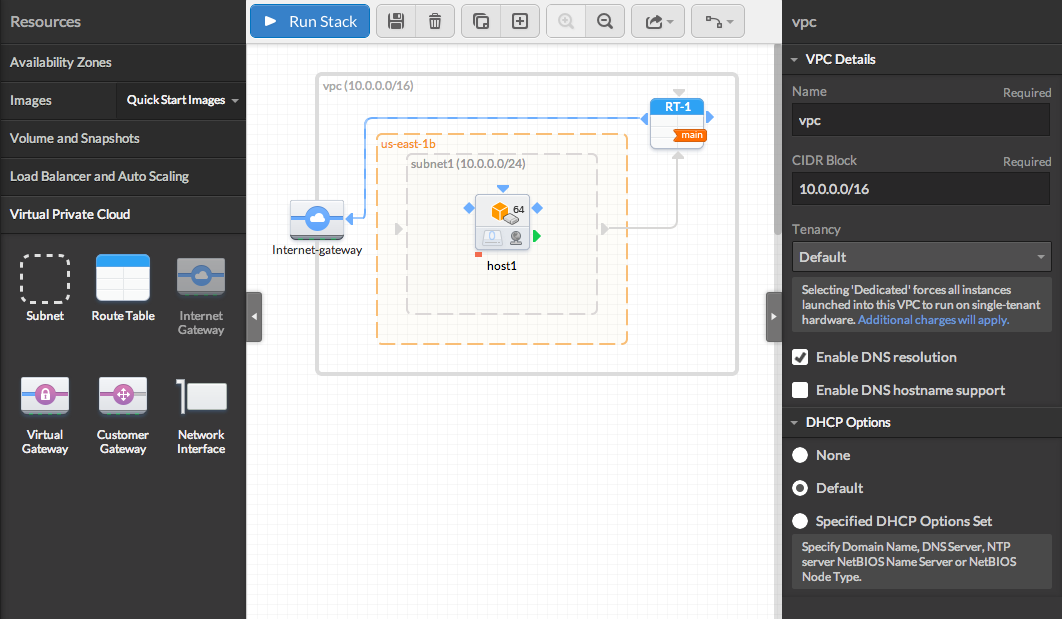 Resources
Availability Zones
Images
Quick Start Images
Volume and Snapshots
Load Balancer and Auto Scaling
Virtual Private Cloud
Subnet
Route Table
Internet
Gateway
Virtual
Gateway
Customer
Gateway
Network
Interface
Run Stack
vpc (10.0.0.0/16)
RT-1
main
us-east-1b
subnet1 (10.0.0.0/24)
64
Internet-gateway
host1
vpc
VPC Details
Name
Required
vpc
CIDR Block
Required
10.0.0.0/16
Tenancy
Default
Selecting 'Dedicated' forces all instances
launched into this VPC to run on single-tenant
hardware. Additional charges will apply.
Enable DNS resolution
Enable DNS hostname support
DHCP Options
None
Default
Specified DHCP Options Set
Specify Domain Name, DNS Server, NTP
server NetBIOS Name Server or NetBIOS
Node Type.